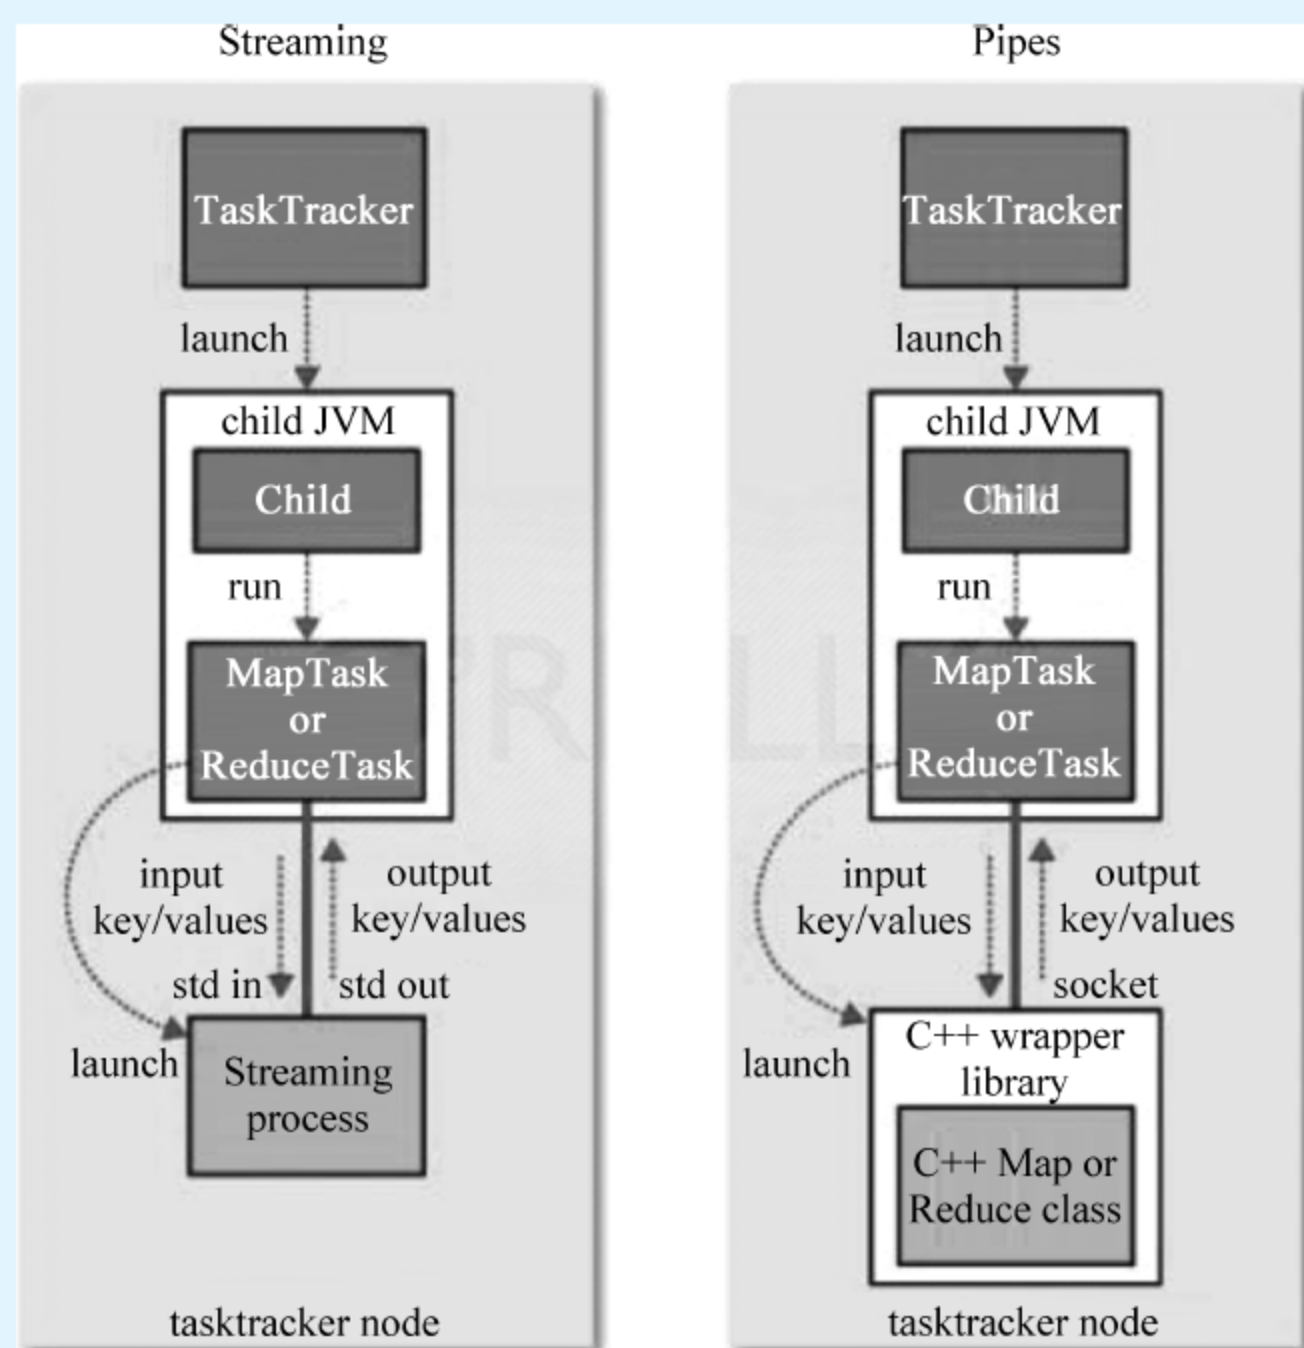 Streaming
TaskTracker
launch
child JVM
Child
run
MapTask
or
ReduceTask
input
key/values
output
key/values
std in
std out
launch
Streaming
process
tasktracker node
Pipes
TaskTracker
launch
child JVM
Child
run
MapTask
or
ReduceTask
input
key/values
output
key/values
socket
launch
C++ wrapper
library
C++ Map or
Reduce class
tasktracker node